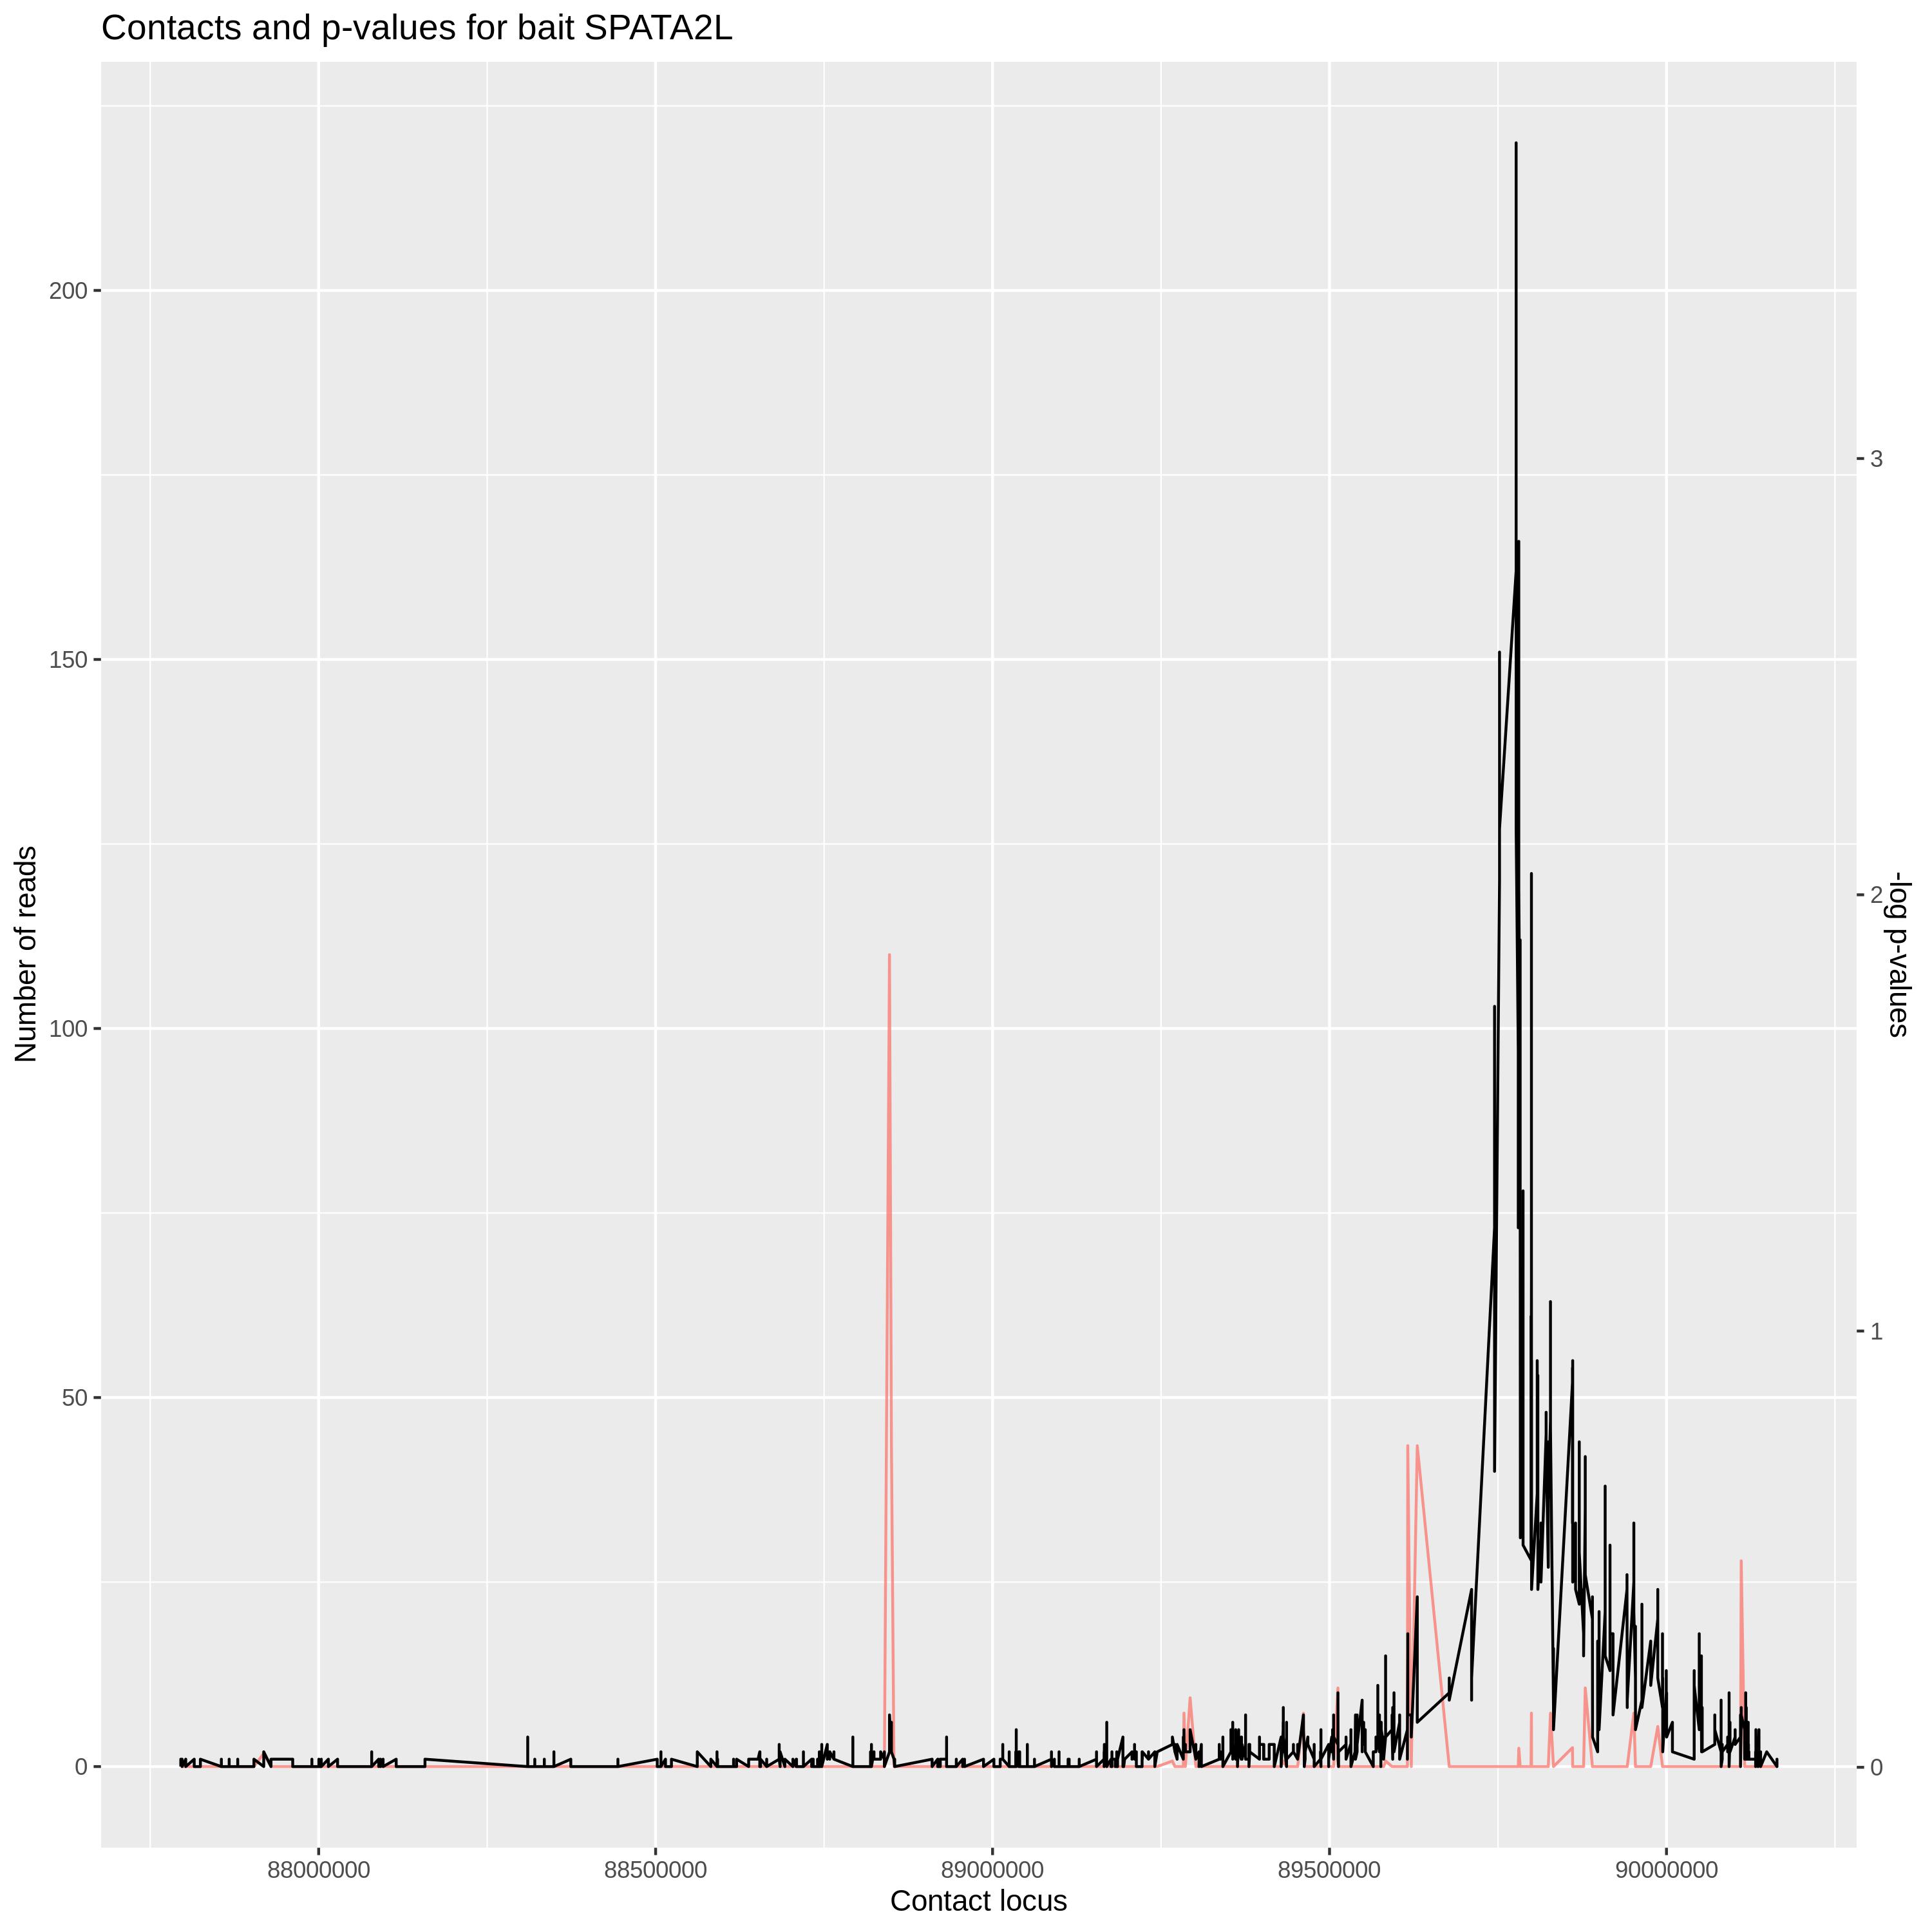 Contacts and p-values for bait SPATA2L
Number of reads
200
150
100
50
0
3
2
1
0
-log p-values
88000000 88500000 89000000 89500000 90000000
Contact locus